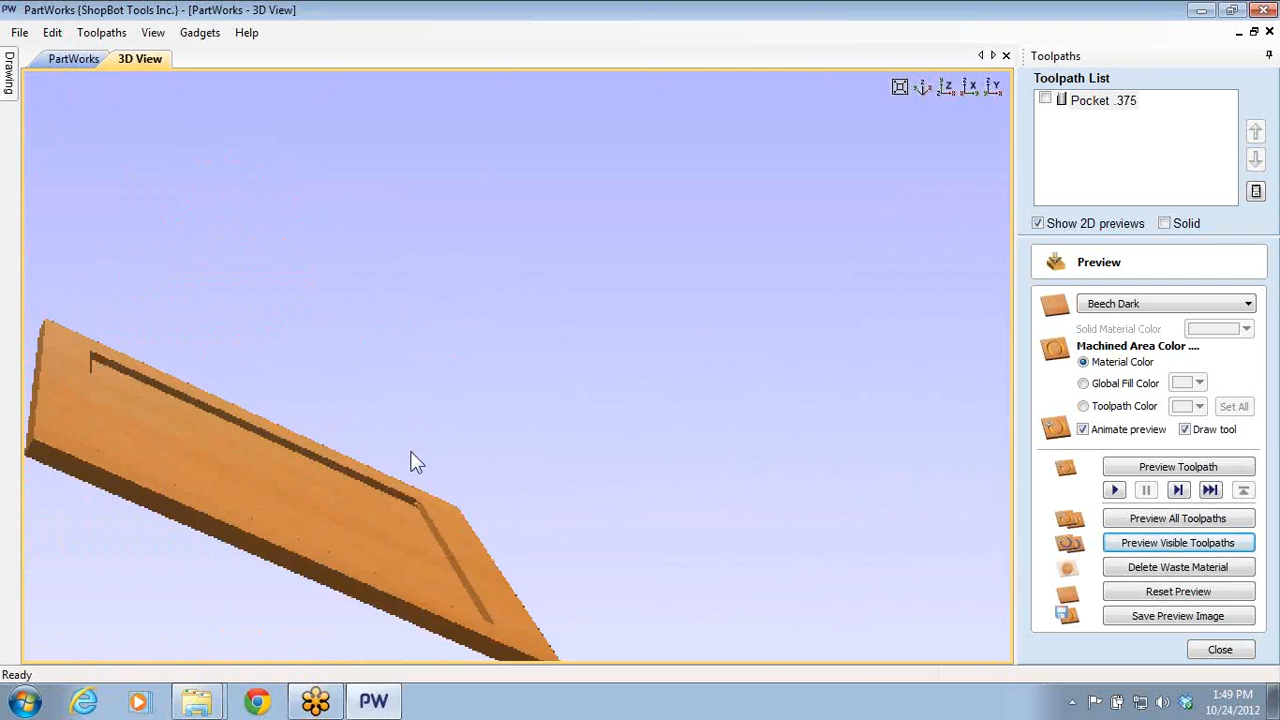 PW PartWorks {ShopBot Tools Inc.} - [PartWorks - 3D View]
File Edit Toolpaths View Gadgets Help
PartWorks 3D View
Drawing
Z X Y
Toolpaths
Toolpath List
Pocket .375
Show 2D previews Solid
Preview
Beech Dark
Solid Material Color
Machined Area Color ....
Material Color
Global Fill Color
Toolpath Color Set All
Animate preview Draw tool
Preview Toolpath
Preview All Toolpaths
Preview Visible Toolpaths
Delete Waste Material
Reset Preview
Save Preview Image
Close
Ready
PW
1:49 PM
10/24/2012